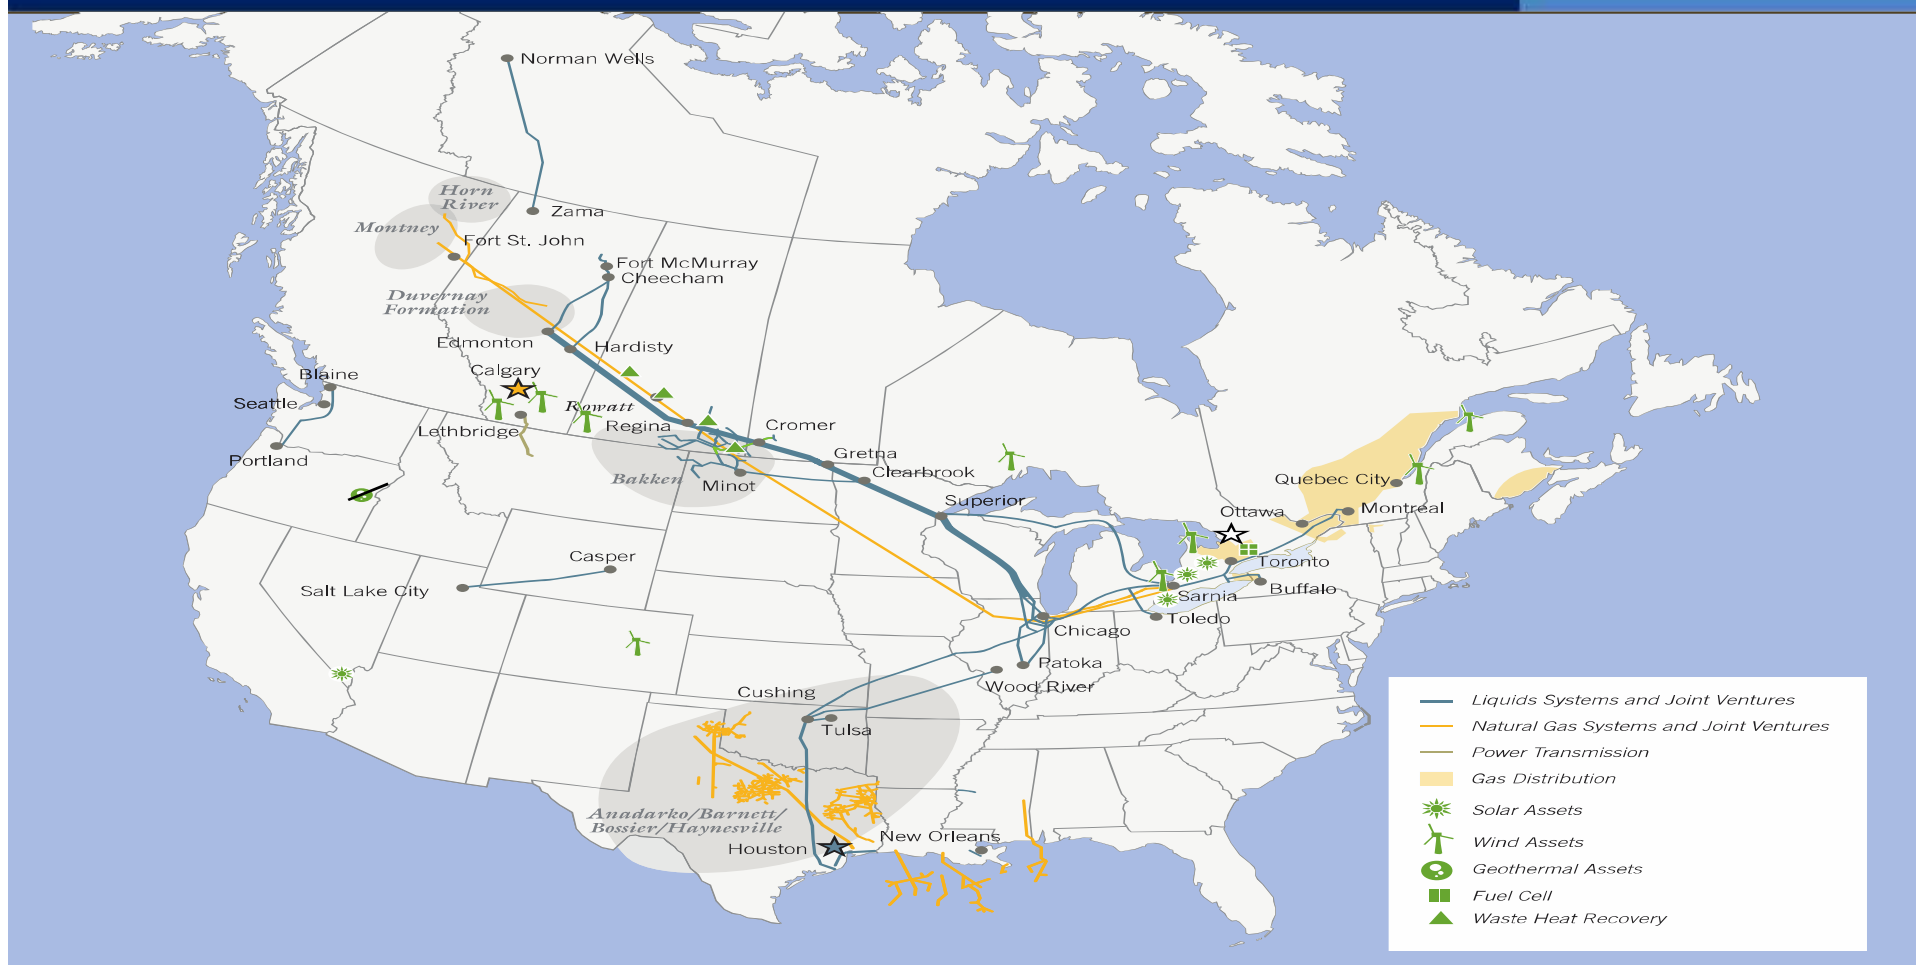 Norman Wells
Horn
River
Zama
Montney
Fort St. John
Fort McMurray
Cheecham
Duvernay
Formation
Edmonton
Hardisty
Calgary
Blaine
Seattle
Rowatt
Regina
Cromer
Lethbridge
Portland
Gretna
Clearbrook
Bakken
Minot
Superior
Quebec City
Ottawa
Montreal
Casper
Toronto
Salt Lake City
Buffalo
Sarnia
Toledo
Chicago
Patoka
Wood River
Cushing
Tulsa
Anadarko/Barnett/
Bossier/Haynesville
Houston
New Orleans
Liquids Systems and Joint Ventures
Natural Gas Systems and Joint Ventures
Power Transmission
Gas Distribution
Solar Assets
Wind Assets
Geothermal Assets
Fuel Cell
Waste Heat Recovery